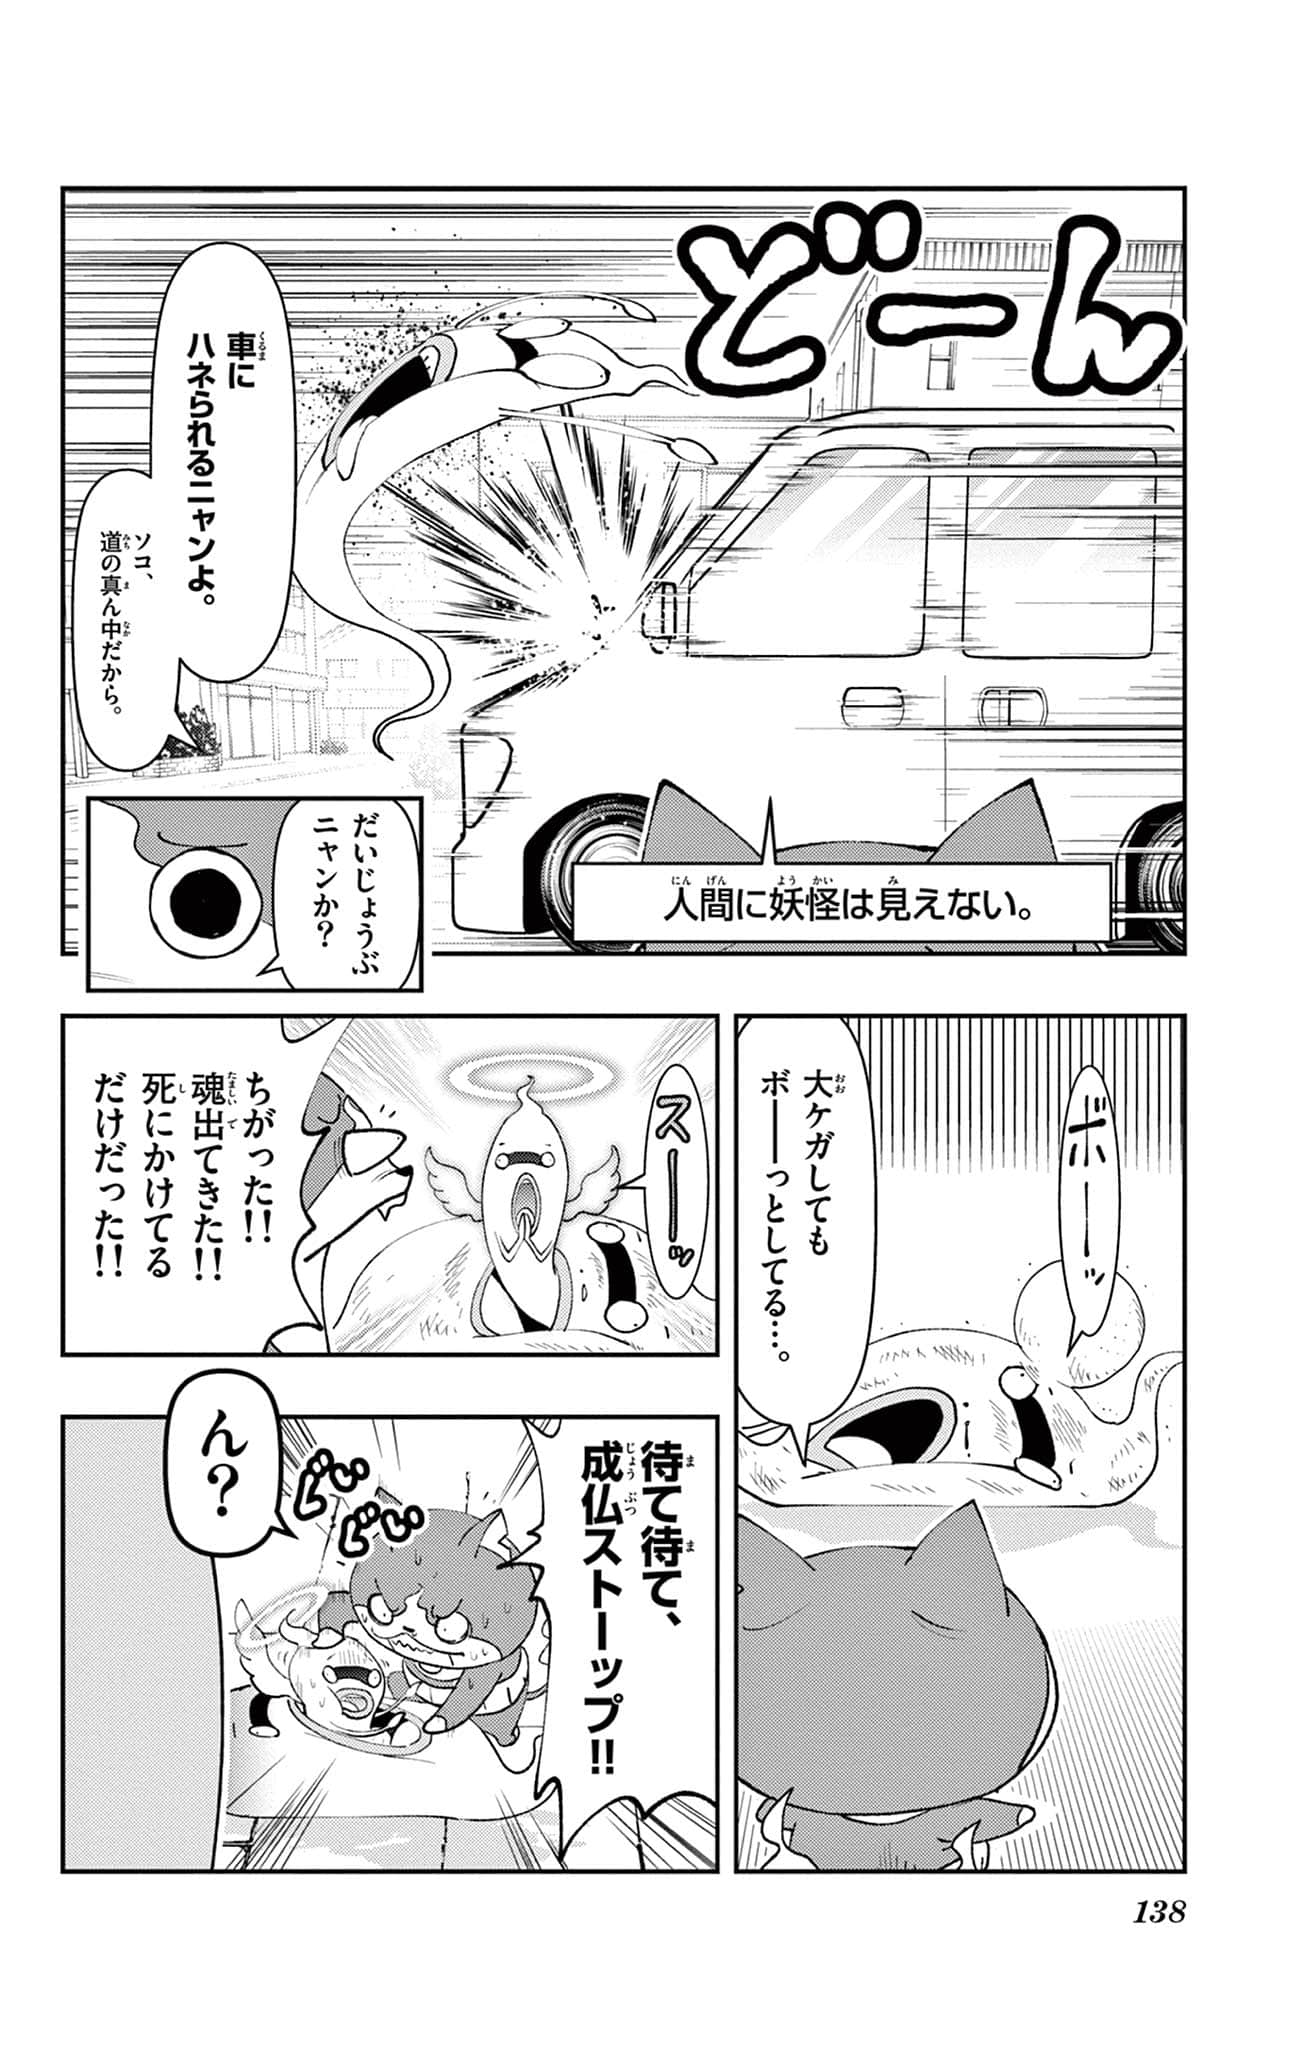 どーん
車に
ハネられるニャンよ。
ソコ、
道の真ん中だから。
人間に妖怪は見えない。
だいじょうぶ
ニャンか？
ボーッ
大ケガしても
ボーーっとしてる…。
スーーッ
ちがった!!
魂出てきた!!
死にかけてる
だけだった!!
待て待て、
成仏ストーップ!!
ぐいぐい
ん？
138